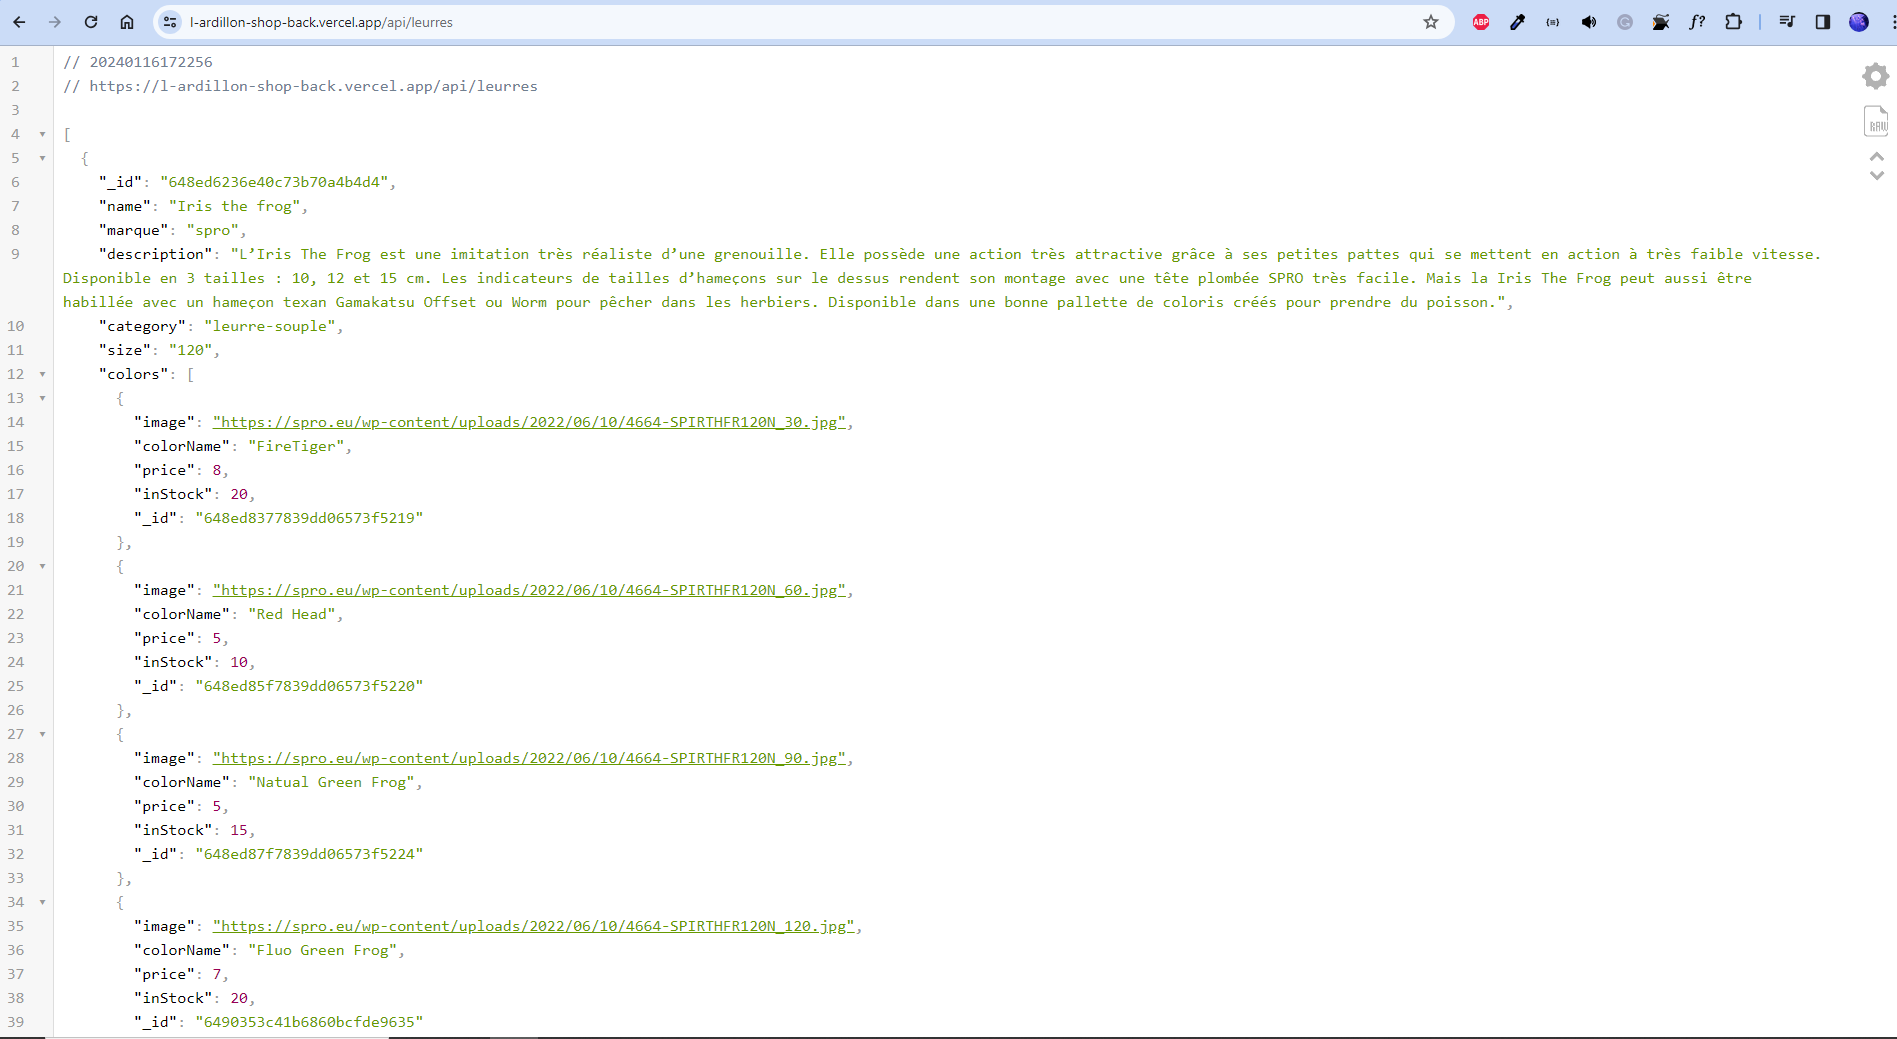 l-ardillon-shop-back.vercel.app/api/leurres
ABP
f?
1 // 20240116172256
2 // https://l-ardillon-shop-back.vercel.app/api/leurres
3
4 [
5 {
6 "_id": "648ed6236e40c73b70a4b4d4",
7 "name": "Iris the frog",
8 "marque": "spro",
9 "description": "L’Iris The Frog est une imitation très réaliste d’une grenouille. Elle possède une action très attractive grâce à ses petites pattes qui se mettent en action à très faible vitesse.
Disponible en 3 tailles : 10, 12 et 15 cm. Les indicateurs de tailles d’hameçons sur le dessus rendent son montage avec une tête plombée SPRO très facile. Mais la Iris The Frog peut aussi être
habillée avec un hameçon texan Gamakatsu Offset ou Worm pour pêcher dans les herbiers. Disponible dans une bonne pallette de coloris créés pour prendre du poisson.",
10 "category": "leurre-souple",
11 "size": "120",
12 "colors": [
13 {
14 "image": "https://spro.eu/wp-content/uploads/2022/06/10/4664-SPIRTHFR120N_30.jpg",
15 "colorName": "FireTiger",
16 "price": 8,
17 "inStock": 20,
18 "_id": "648ed8377839dd06573f5219"
19 },
20 {
21 "image": "https://spro.eu/wp-content/uploads/2022/06/10/4664-SPIRTHFR120N_60.jpg",
22 "colorName": "Red Head",
23 "price": 5,
24 "inStock": 10,
25 "_id": "648ed85f7839dd06573f5220"
26 },
27 {
28 "image": "https://spro.eu/wp-content/uploads/2022/06/10/4664-SPIRTHFR120N_90.jpg",
29 "colorName": "Natual Green Frog",
30 "price": 5,
31 "inStock": 15,
32 "_id": "648ed87f7839dd06573f5224"
33 },
34 {
35 "image": "https://spro.eu/wp-content/uploads/2022/06/10/4664-SPIRTHFR120N_120.jpg",
36 "colorName": "Fluo Green Frog",
37 "price": 7,
38 "inStock": 20,
39 "_id": "6490353c41b6860bcfde9635"
RAW